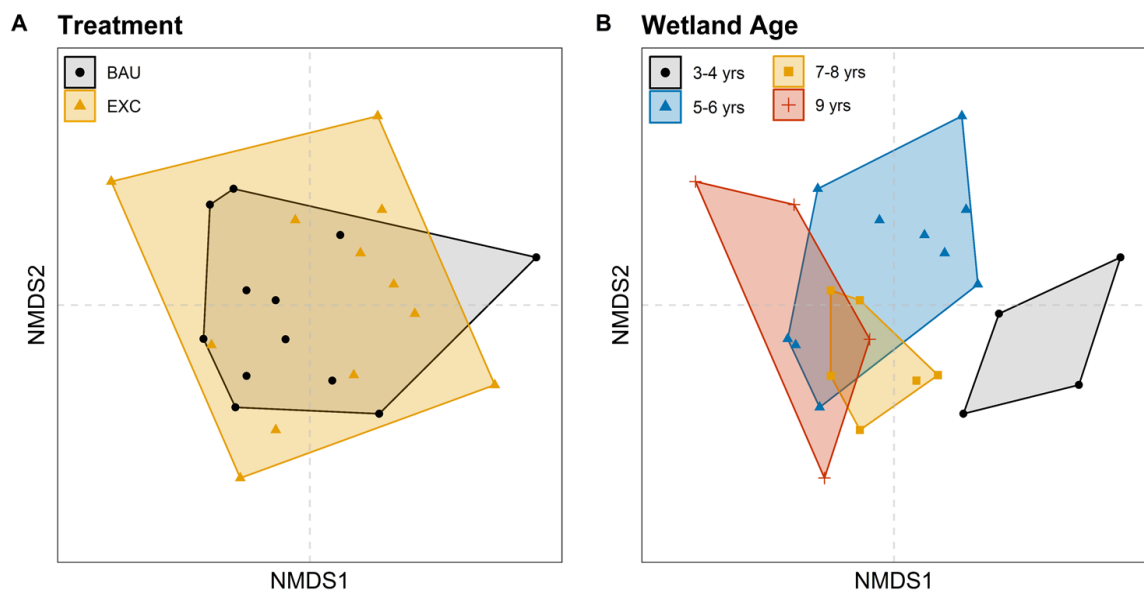 A Treatment
BAU
EXC
NMDS2
NMDS1
B Wetland Age
3-4 yrs 7-8 yrs
5-6 yrs 9 yrs
NMDS2
NMDS1